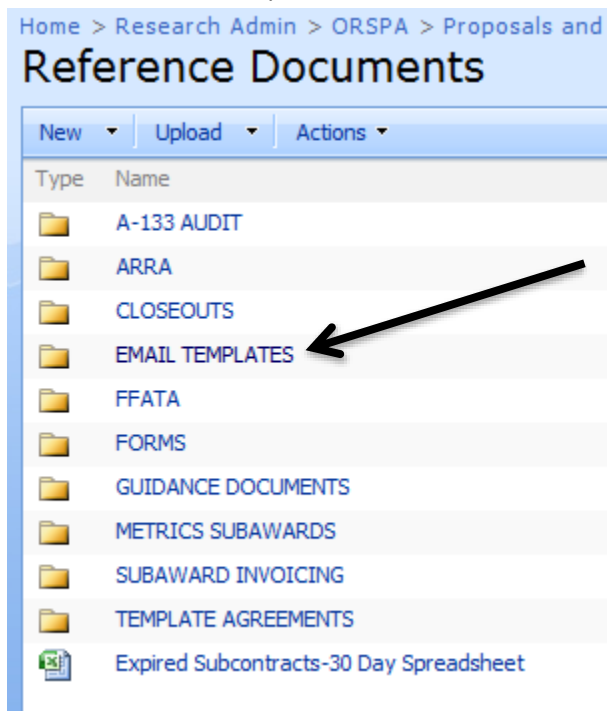 Home > Research Admin > ORSPA > Proposals and
Reference Documents
New Upload Actions
Type Name
A-133 AUDIT
ARRA
CLOSEOUTS
EMAIL TEMPLATES
FFATA
FORMS
GUIDANCE DOCUMENTS
METRICS SUBAWARDS
SUBAWARD INVOICING
TEMPLATE AGREEMENTS
Expired Subcontracts-30 Day Spreadsheet